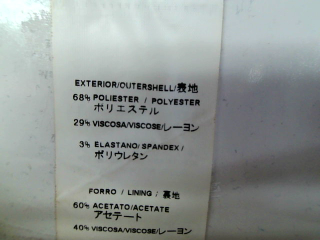 EXTERIOR/OUTERSHELL/表地
68% POLIESTER / POLYESTER
ポリエステル
29% VISCOSA/VISCOSE/レーヨン
3% ELASTANO/SPANDEX/
ポリウレタン
FORRO / LINING / 裏地
60% ACETATO/ACETATE
アセテート
40% VISCOSA/VISCOSE/レーヨン